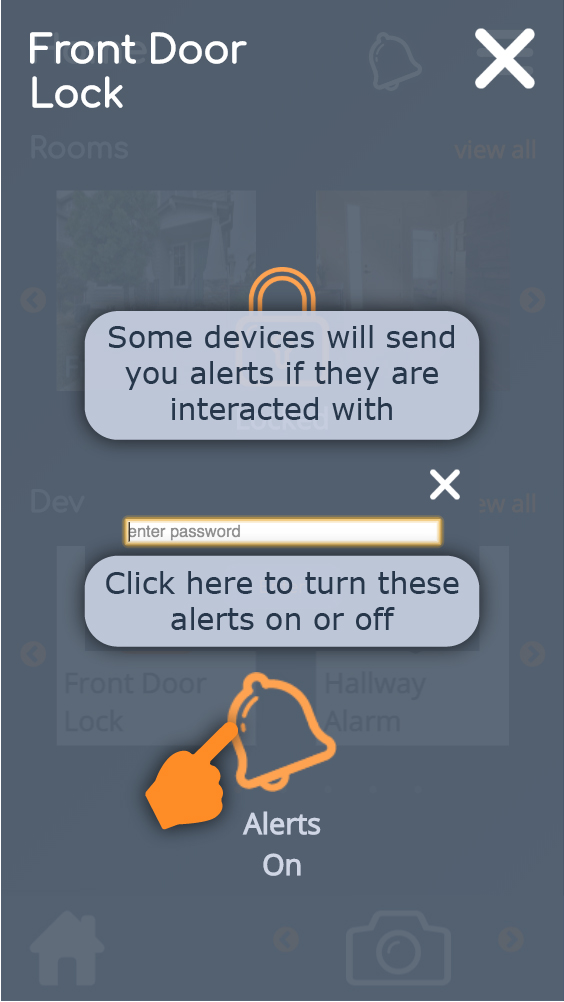 Front Door
Lock
Home
Rooms
view all
Some devices will send
you alerts if they are
interacted with
Locked
Dev
ew all
enter password
Click here to turn these
alerts on or off
Front Door
Lock
Hallway
Alarm
Alerts
On